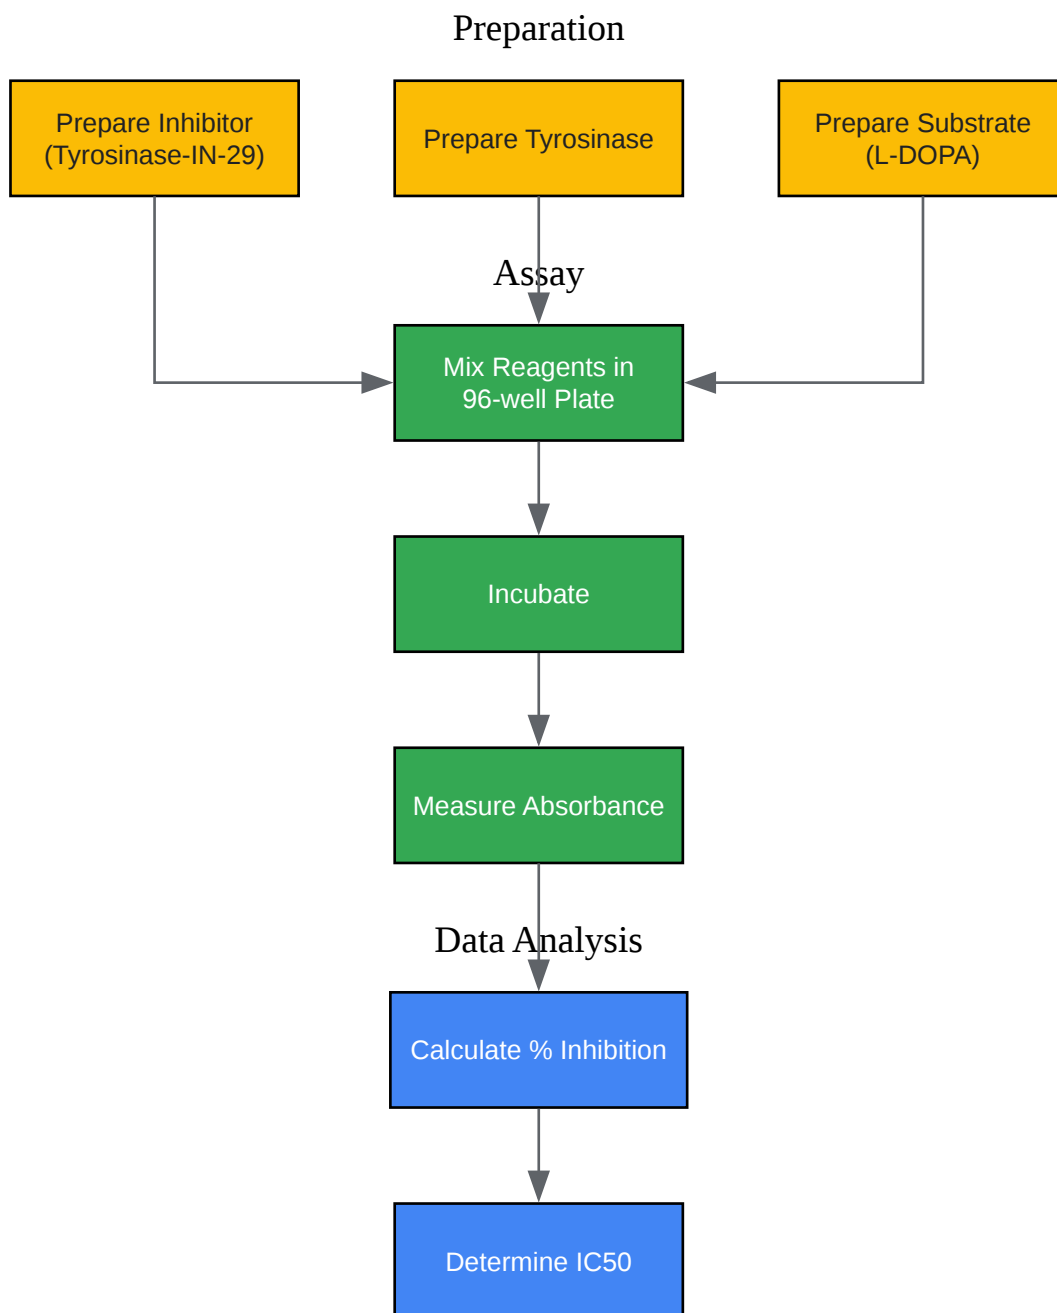 Preparation
Prepare Inhibitor
(Tyrosinase-IN-29)
Prepare Tyrosinase
Prepare Substrate
(L-DOPA)
Assay
Mix Reagents in
96-well Plate
Incubate
Measure Absorbance
Data Analysis
Calculate % Inhibition
Determine IC50